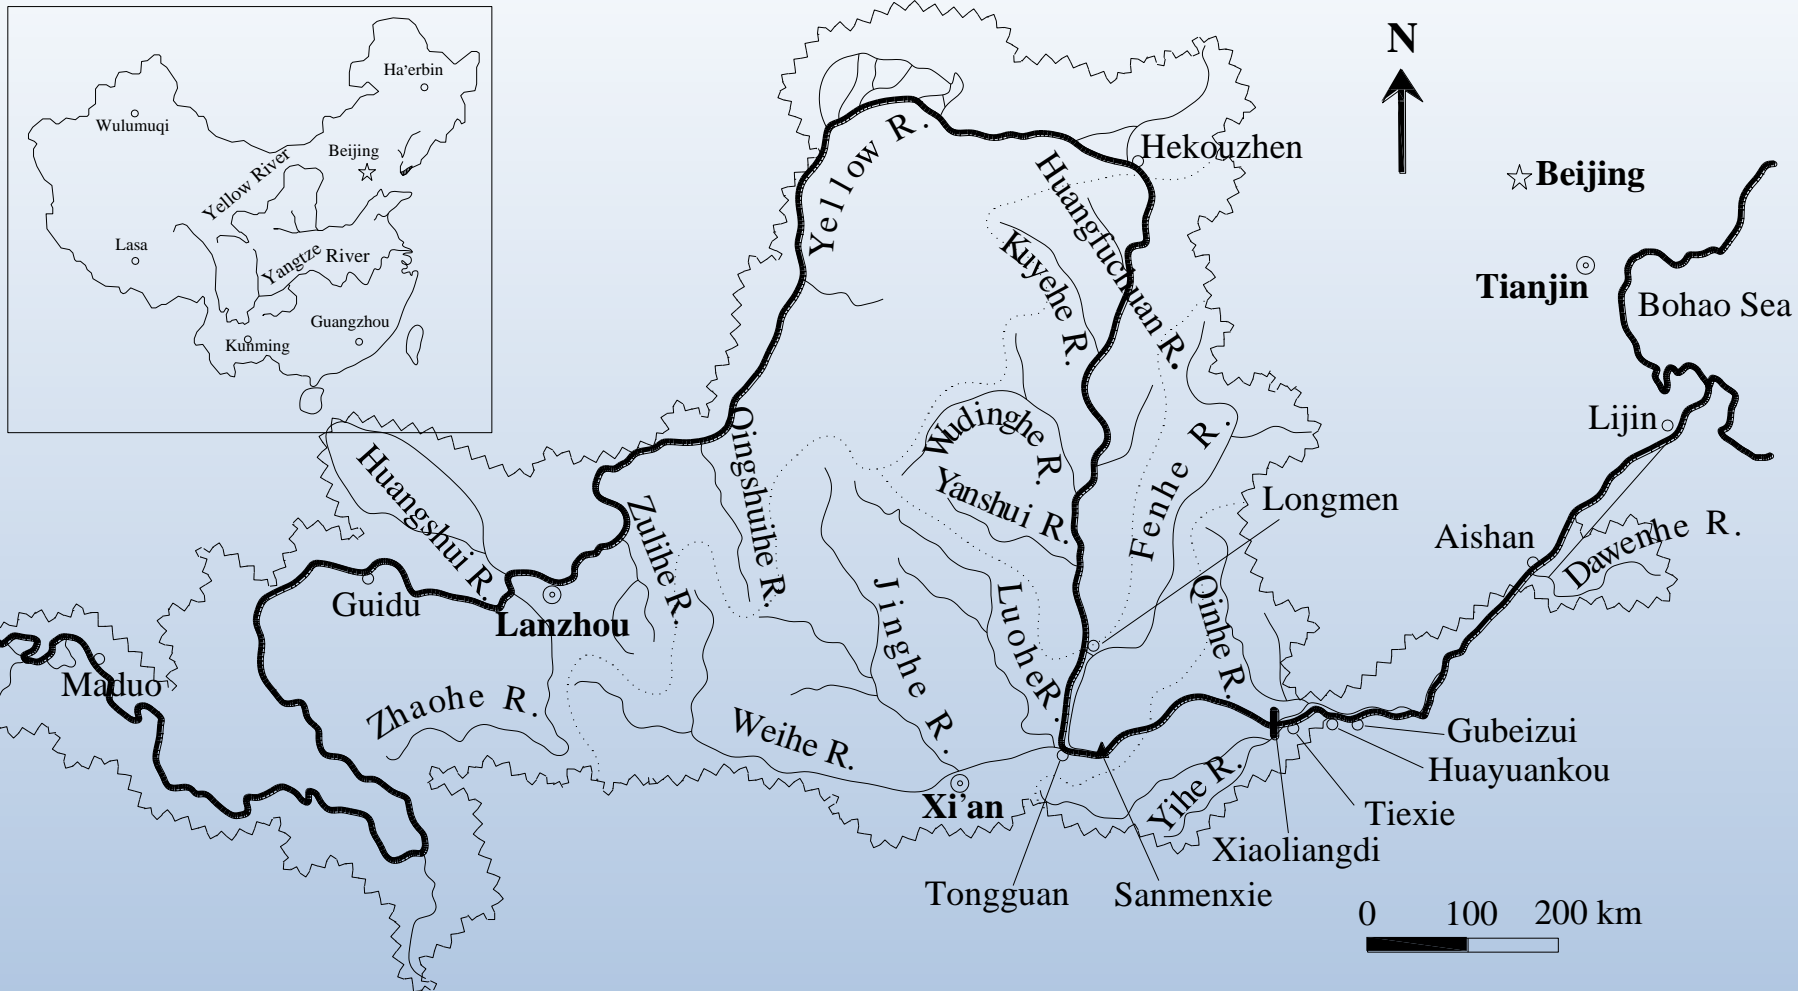 Ha'erbin
Wulumuqi
Beijing
Yellow River
Lasa
Yangtze River
Guangzhou
Kunming
N
Yellow R.
Hekouzhen
Huangfuchuan R.
Kuyehe R.
Beijing
Tianjin
Bohao Sea
Wudinghe R.
Lijin
Qingshuihe R.
Huangshui R.
Fenhe R.
Yanshui R.
Longmen
Zulihe R.
Aishan
Dawenhe R.
Guidu
Lanzhou
Jinghe R.
Luohe R.
Qinhe R.
Maduo
Zhaohe R.
Weihe R.
Gubeizui
Huayuankou
Xi'an
Yihe R.
Tiexie
Xiaoliangdi
Tongguan
Sanmenxie
0 100 200 km